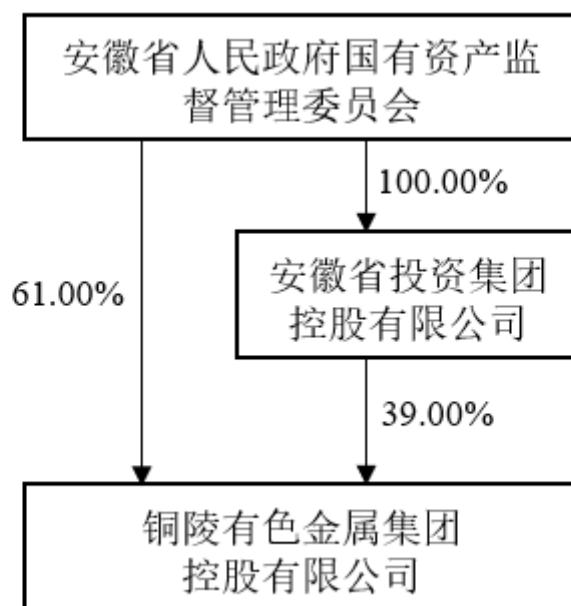 安徽省人民政府国有资产监
督管理委员会
100.00%
安徽省投资集团
控股有限公司
61.00%
39.00%
铜陵有色金属集团
控股有限公司